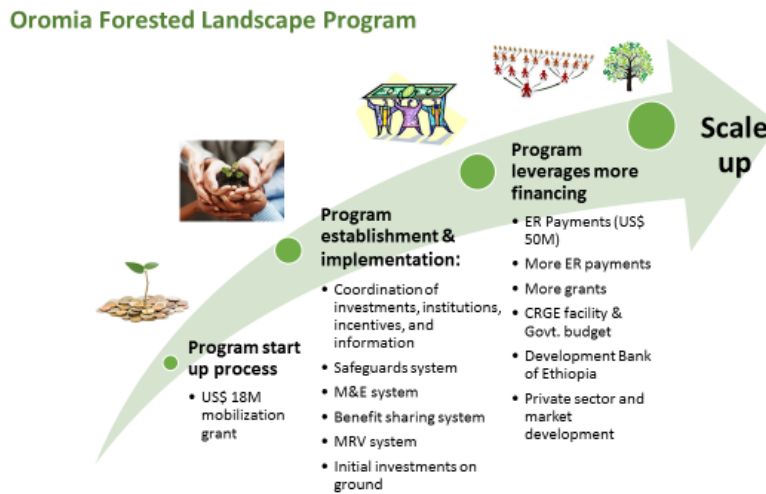 Oromia Forested Landscape Program
Program start
up process
• US$ 18M
mobilization
grant
Program
establishment &
implementation:
• Coordination of
investments, institutions,
incentives, and
information
• Safeguards system
• M&E system
• Benefit sharing system
• MRV system
• Initial investments on
ground
Program
leverages more
financing
• ER Payments (US$
50M)
• More ER payments
• More grants
• CRGE facility &
Govt. budget
• Development Bank
of Ethiopia
• Private sector and
market
development
Scale
up